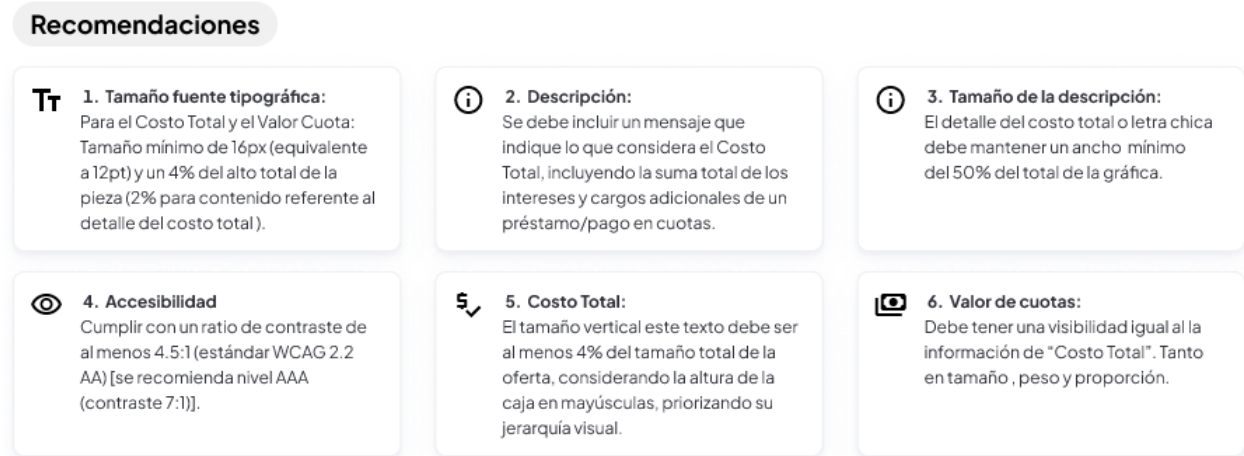 Recomendaciones
1. Tamaño fuente tipográfica:
Para el Costo Total y el Valor Cuota:
Tamaño mínimo de 16px (equivalente
a 12pt) y un 4% del alto total de la
pieza (2% para contenido referente al
detalle del costo total ).
2. Descripción:
Se debe incluir un mensaje que
indique lo que considera el Costo
Total, incluyendo la suma total de los
intereses y cargos adicionales de un
préstamo/pago en cuotas.
3. Tamaño de la descripción:
El detalle del costo total o letra chica
debe mantener un ancho mínimo
del 50% del total de la gráfica.
4. Accesibilidad
Cumplir con un ratio de contraste de
al menos 4.5:1 (estándar WCAG 2.2
AA) [se recomienda nivel AAA
(contraste 7:1)].
5. Costo Total:
El tamaño vertical este texto debe ser
al menos 4% del tamaño total de la
oferta, considerando la altura de la
caja en mayúsculas, priorizando su
jerarquía visual.
6. Valor de cuotas:
Debe tener una visibilidad igual al la
información de "Costo Total". Tanto
en tamaño , peso y proporción.